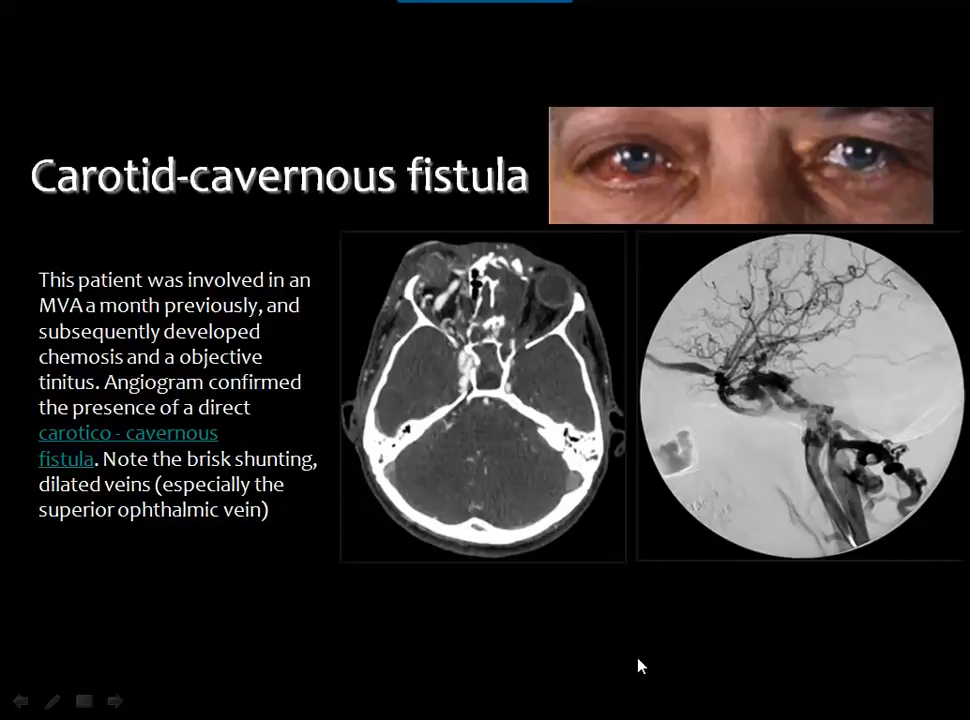 Carotid-cavernous fistula
This patient was involved in an
MVA a month previously, and
subsequently developed
chemosis and a objective
tinitus. Angiogram confirmed
the presence of a direct
carotico - cavernous
fistula. Note the brisk shunting,
dilated veins (especially the
superior ophthalmic vein)